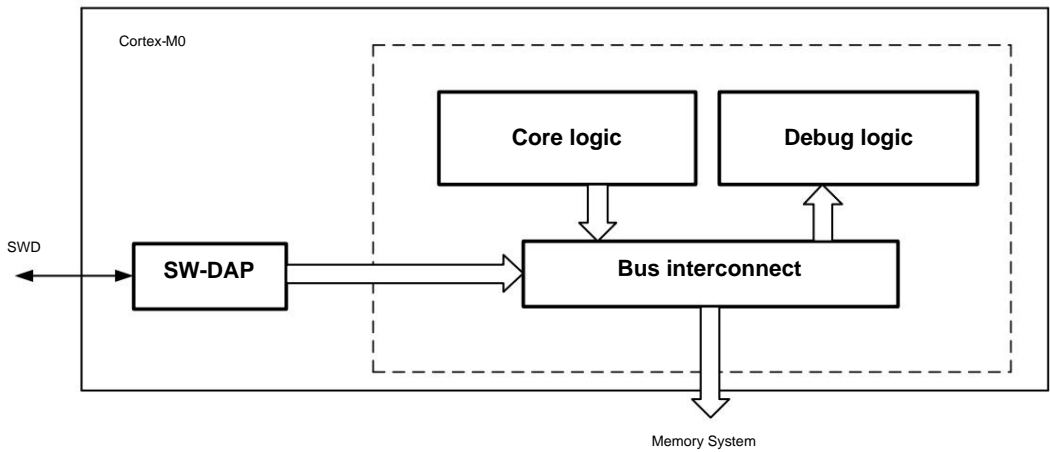 Cortex-M0
Core logic
Debug logic
SWD
SW-DAP
Bus interconnect
Memory System